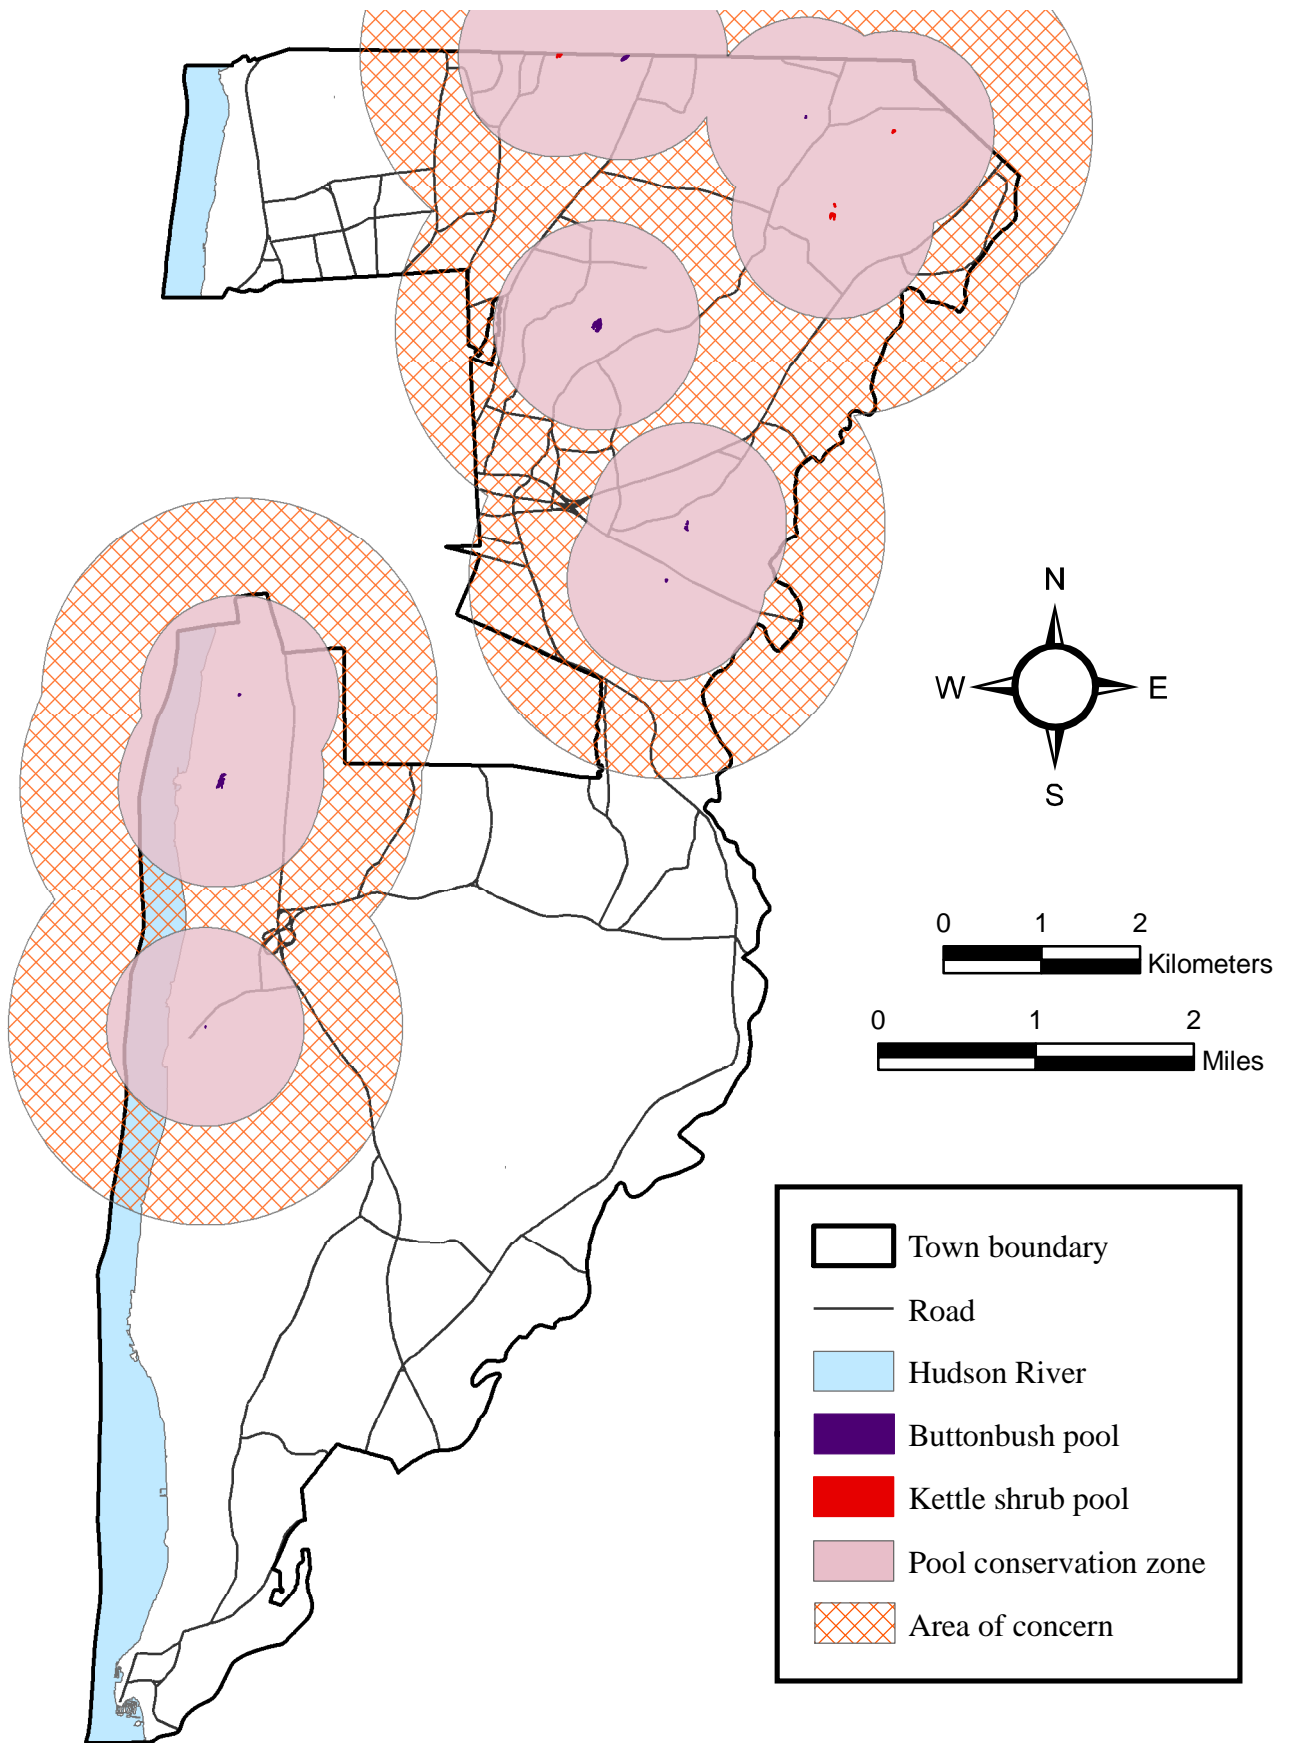 N
W E
S
0 1 2
Kilometers
0 1 2
Miles
Town boundary
Road
Hudson River
Buttonbush pool
Kettle shrub pool
Pool conservation zone
Area of concern